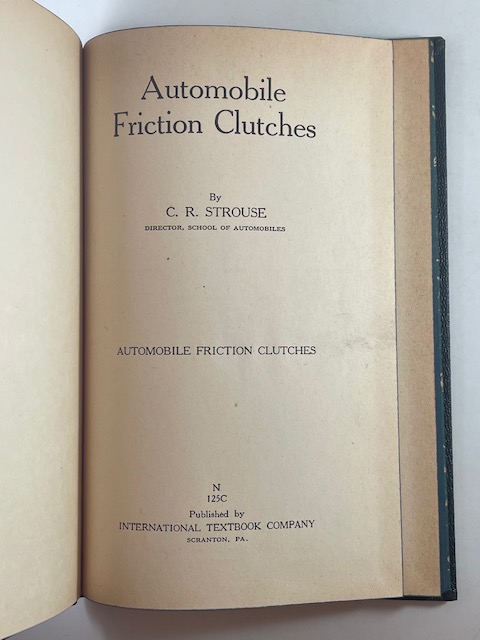 Automobile
Friction Clutches
By
C. R. STROUSE
DIRECTOR, SCHOOL OF AUTOMOBILES
AUTOMOBILE FRICTION CLUTCHES
N
125C
Published by
INTERNATIONAL TEXTBOOK COMPANY
SCRANTON, PA.